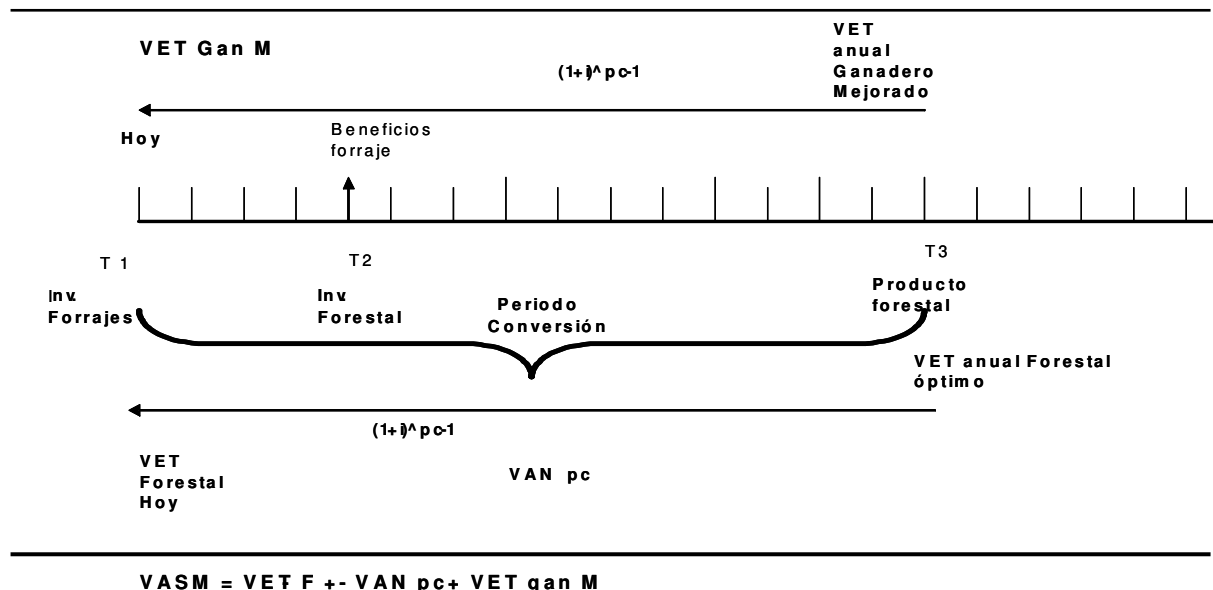 VET Gan M
VET
anual
Ganadero
Mejorado
(1+i)^pc-1
Hoy
Beneficios
forraje
T 1
T2
T3
Inv.
Forrajes
Inv.
Forestal
Periodo
Conversión
Producto
forestal
VET anual Forestal
óptimo
(1+i)^pc-1
VET
Forestal
Hoy
VAN pc
VASM = VET F +- VAN pc+ VET gan M